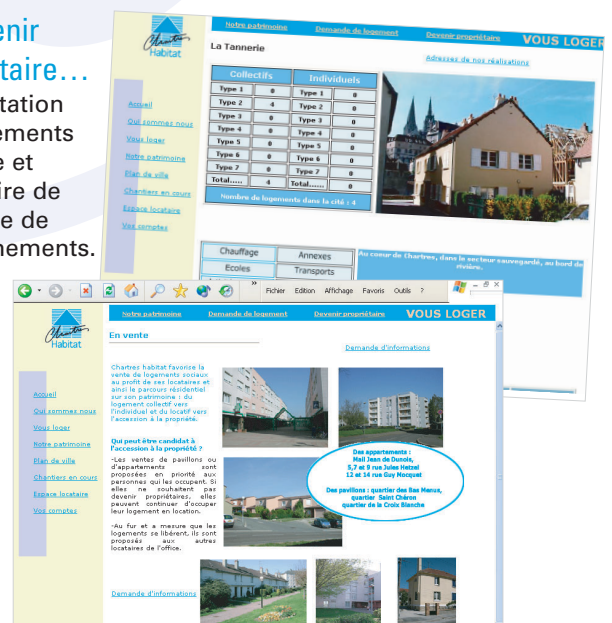 enir
taire…
tation
ements
e et
ire de
e de
nements.
Chartres
Habitat
Notre patrimoine Demande de logement Devenir propriétaire VOUS LOGER
La Tannerie
Adresses de nos réalisations
Collectifs Individuels
Type 1 0 Type 1 0
Type 2 4 Type 2 0
Type 3 0 Type 3 0
Type 4 0 Type 4 0
Type 5 0 Type 5 0
Type 6 0 Type 6 0
Type 7 0 Type 7 0
Total..... 4 Total...... 0
Nombre de logements dans la cité : 4
Accueil
Qui sommes nous
Vous loger
Notre patrimoine
Plan de ville
Chantiers en cours
Espace locataire
Vos comptes
Chauffage Annexes
Ecoles Transports
Au coeur de Chartres, dans le secteur sauvegardé, au bord de
rivière.
Fichier Edition Affichage Favoris Outils ?
Chartres
Habitat
Notre patrimoine Demande de logement Devenir propriétaire VOUS LOGER
En vente
Demande d'informations
Accueil
Qui sommes nous
Vous loger
Notre patrimoine
Plan de ville
Chantiers en cours
Espace locataire
Vos comptes
Chartres habitat favorise la
vente de logements sociaux
au profit de ses locataires et
ainsi le parcours résidentiel
sur son patrimoine : du
logement collectif vers
l'individuel et du locatif vers
l'accession à la propriété.
Qui peut être candidat à
l'accession à la propriété ?
-Les ventes de pavillons ou
d'appartements sont
proposées en priorité aux
personnes qui les occupent. Si
elles ne souhaitent pas
devenir propriétaires, elles
peuvent continuer d'occuper
leur logement en location.
-Au fur et a mesure que les
logements se libèrent, ils sont
proposés aux autres
locataires de l'office.
Demande d'informations
Des appartements :
Mail Jean de Dunois,
5,7 et 9 rue Jules Hetzel
12 et 14 rue Guy Mocquet
Des pavillons : quartier des Bas Menus,
quartier Saint Chéron
quartier de la Croix Blanche